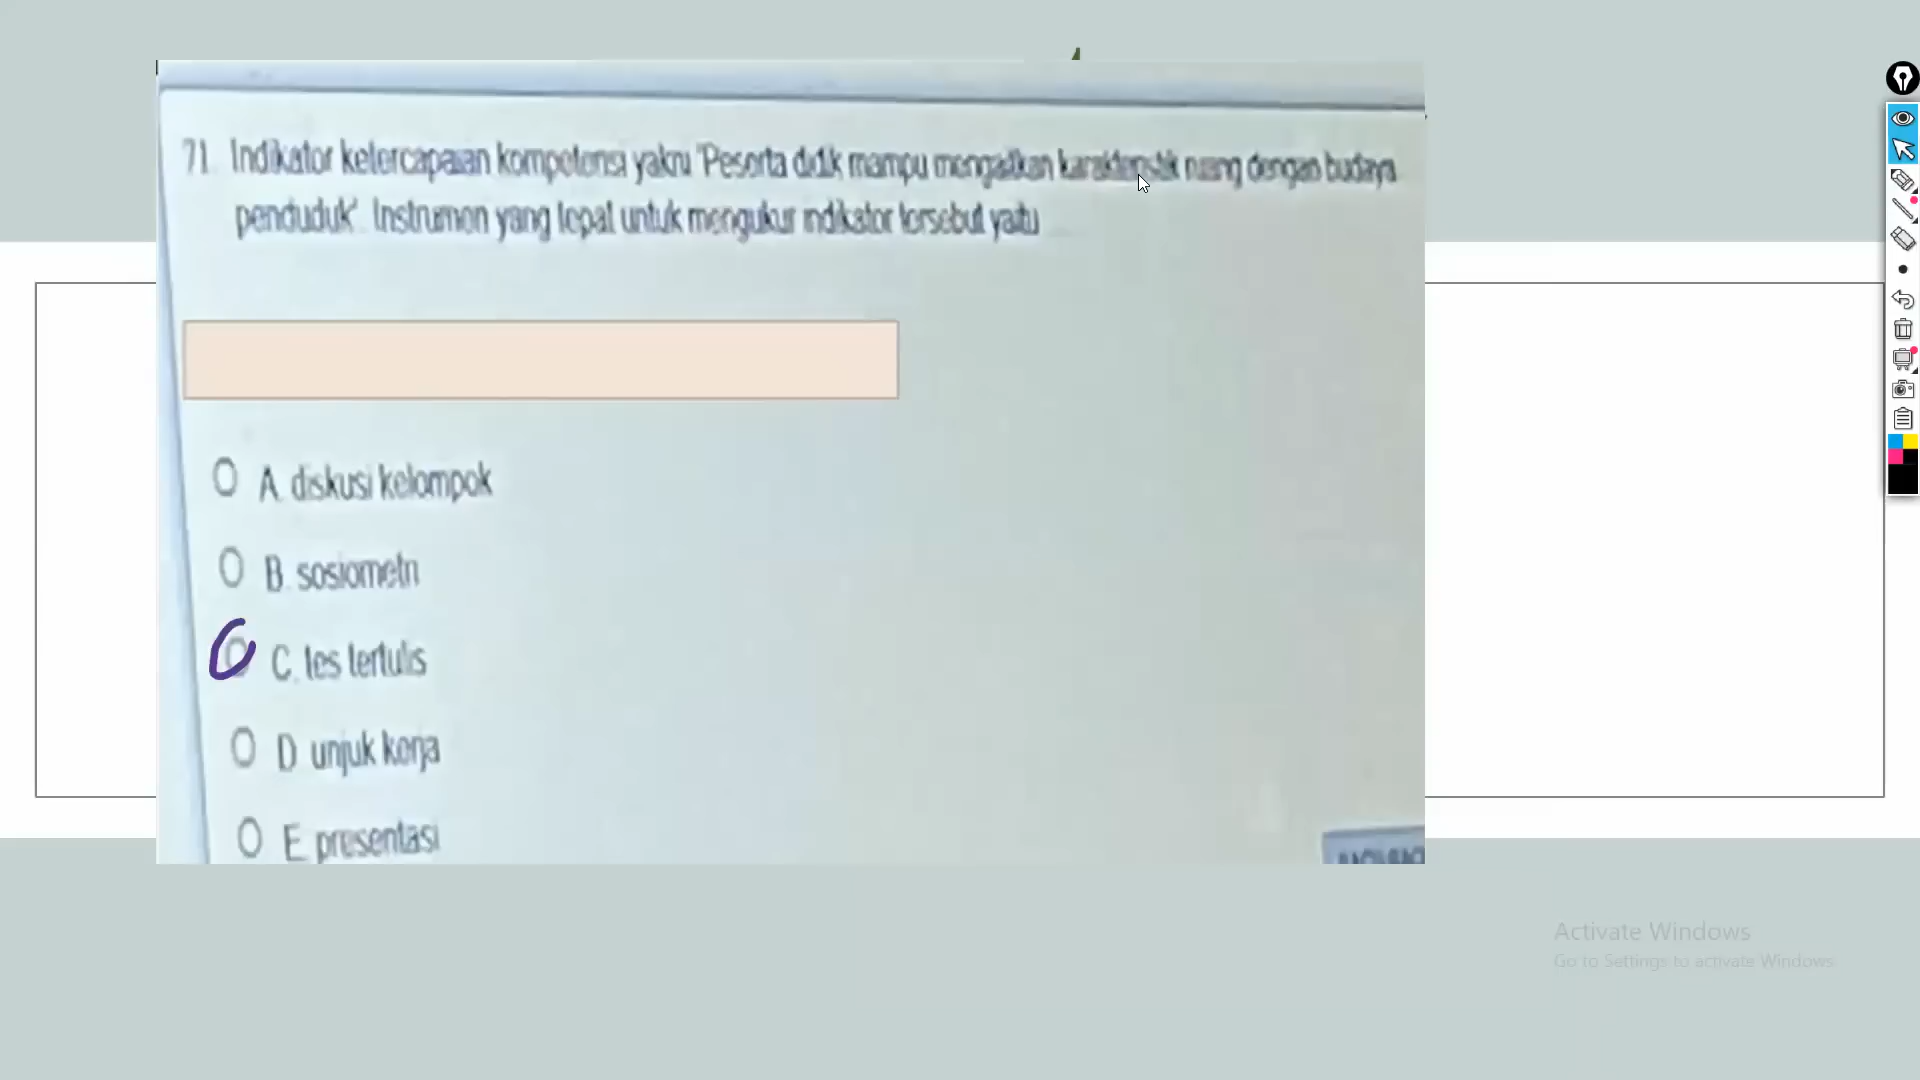 71. Indikator ketercapaian kompetensi yakni "Peserta didik mampu mengaitkan karakteristik ruang dengan budaya
penduduk". Instrumen yang tepat untuk mengukur indikator tersebut yaitu
A. diskusi kelompok
B. sosiometri
C. tes tertulis
D. unjuk kerja
E. presentasi
Activate Windows
Go to Settings to activate Windows.